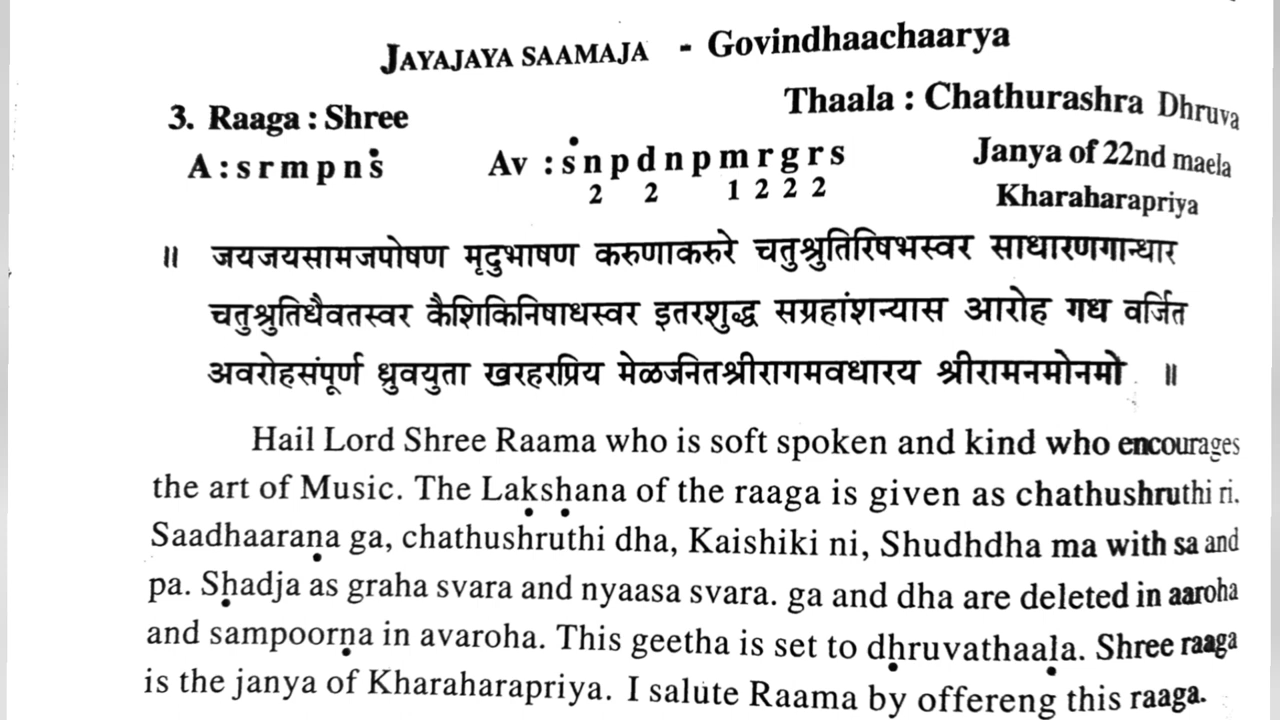 JAYAJAYA SAAMAJA - Govindhaachaarya
3. Raaga : Shree
Thaala : Chathurashra Dhruva
A : s r m p n ṡ
Av : ṡ n p d n p m r g r s
Janya of 22nd maela
2 2 1 2 2 2
Kharaharapriya
॥ जयजयसामजपोषण मृदुभाषण करुणाकरुरे चतुश्रुतिरिषभस्वर साधारणगान्धार
चतुश्रुतिधैवतस्वर कैशिकिनिषाधस्वर इतरशुद्ध सग्रहांशन्यास आरोह गध वर्जित
अवरोहसंपूर्ण ध्रुवयुता खरहरप्रिय मेळजनितश्रीरागमवधारय श्रीरामनमोनमो ॥
Hail Lord Shree Raama who is soft spoken and kind who encourages
the art of Music. The Lakṣḥana of the raaga is given as chathushruthi ri.
Saadhaaraṇa ga, chathushruthi dha, Kaishiki ni, Shudhdha ma with sa and
pa. Sḥadja as graha svara and nyaasa svara. ga and dha are deleted in aaroha
and sampoorṇa in avaroha. This geetha is set to dḥruvathaaḷa. Shree raaga
is the janya of Kharaharapriya. I salute Raama by offereng this raaga.